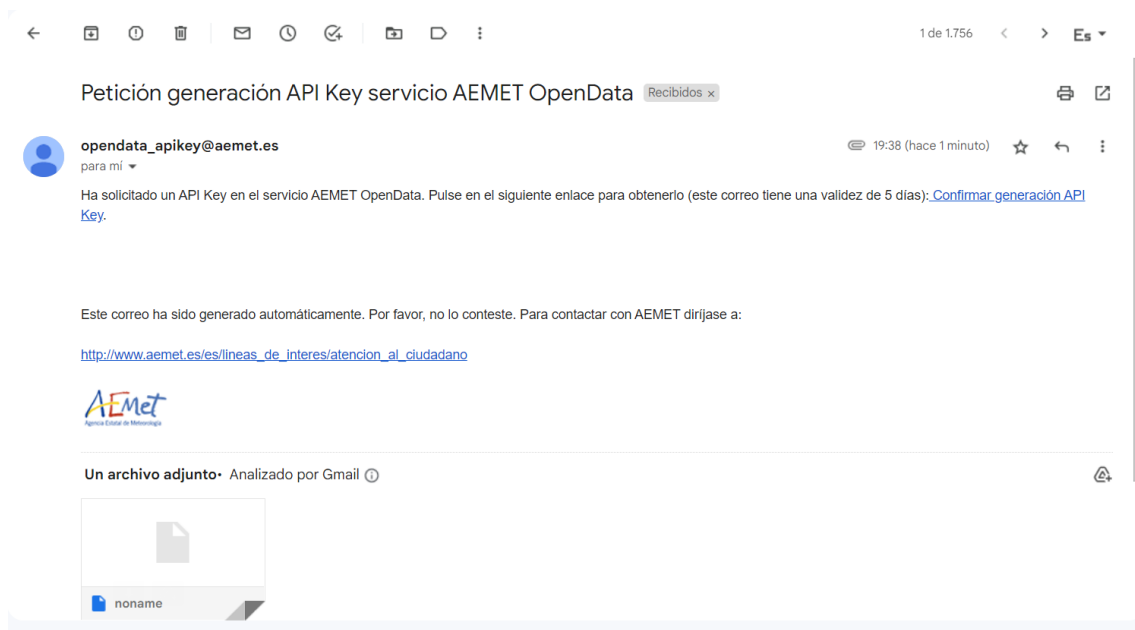 1 de 1.756
Es
Petición generación API Key servicio AEMET OpenData
Recibidos ×
opendata_apikey@aemet.es
19:38 (hace 1 minuto)
para mí
Ha solicitado un API Key en el servicio AEMET OpenData. Pulse en el siguiente enlace para obtenerlo (este correo tiene una validez de 5 días): Confirmar generación API
Key.
Este correo ha sido generado automáticamente. Por favor, no lo conteste. Para contactar con AEMET diríjase a:
http://www.aemet.es/es/lineas_de_interes/atencion_al_ciudadano
AEMet
Agencia Estatal de Meteorología
Un archivo adjunto• Analizado por Gmail
noname